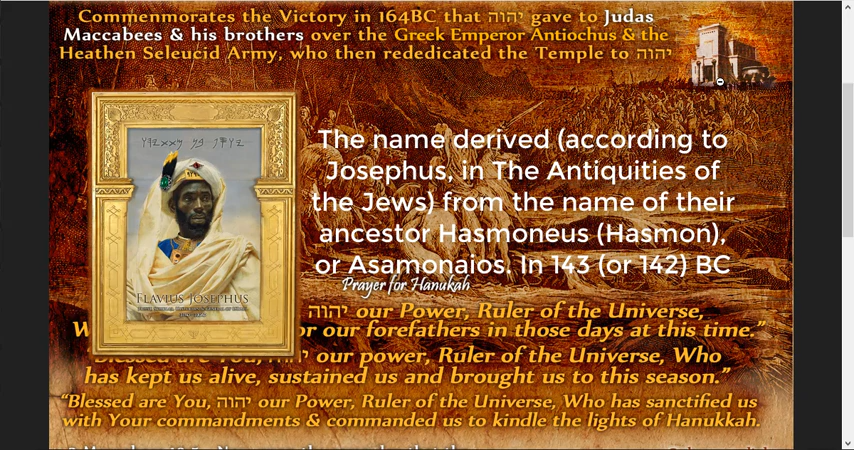 Commenmorates the Victory in 164BC that יהוה gave to Judas
Maccabees & his brothers over the Greek Emperor Antiochus & the
Heathen Seleucid Army, who then rededicated the Temple to יהוה
The name derived (according to
Josephus, in The Antiquities of
the Jews) from the name of their
ancestor Hasmoneus (Hasmon),
or Asamonaios. In 143 (or 142) BC
Flavius Josephus
Prayer for Hanukah
יהוה our Power, Ruler of the Universe,
or our forefathers in those days at this time.”
Blessed are You, יהוה our power, Ruler of the Universe, Who
has kept us alive, sustained us and brought us to this season.”
“Blessed are You, יהוה our Power, Ruler of the Universe, Who has sanctified us
with Your commandments & commanded us to kindle the lights of Hanukkah.